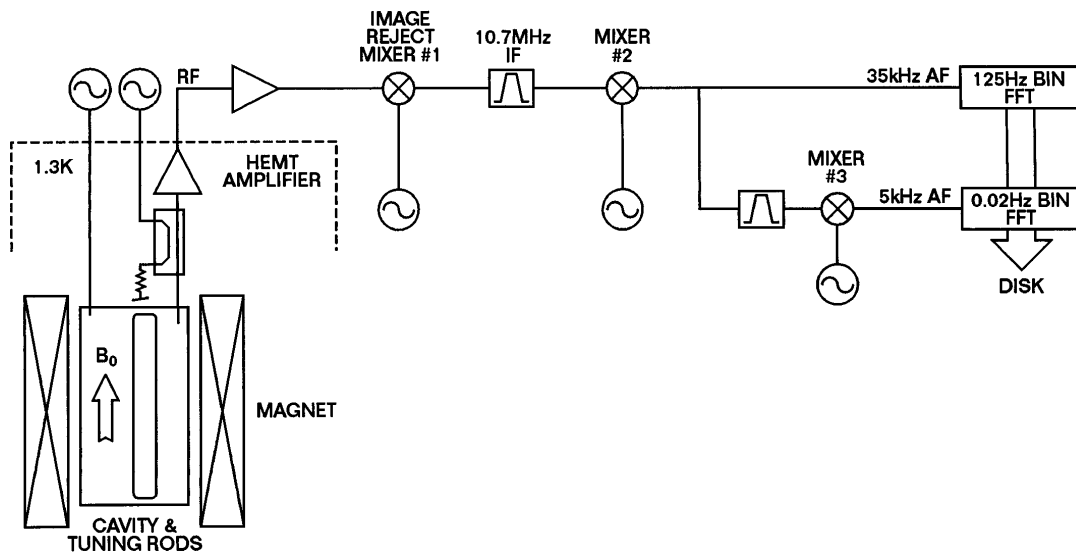 IMAGE
REJECT
MIXER #1
10.7MHz
IF
MIXER
#2
RF
35kHz AF
125Hz BIN
FFT
1.3K
HEMT
AMPLIFIER
MIXER
#3
5kHz AF
0.02Hz BIN
FFT
DISK
B₀
MAGNET
CAVITY &
TUNING RODS